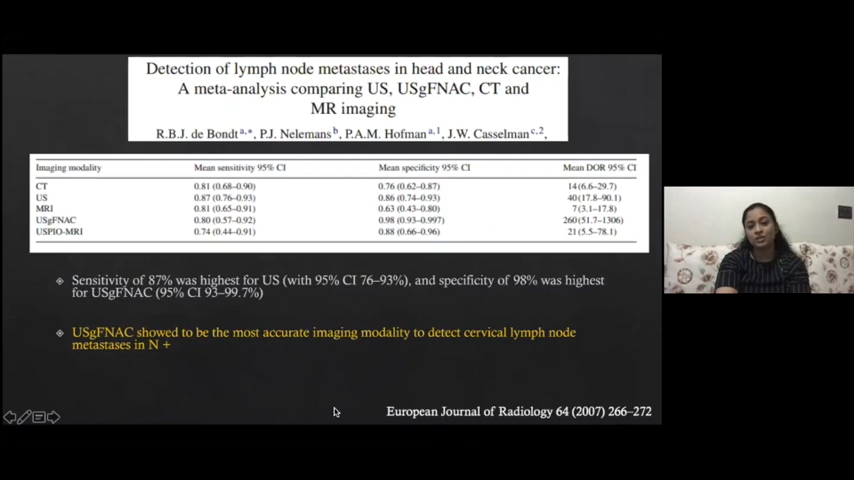 Detection of lymph node metastases in head and neck cancer:
A meta-analysis comparing US, USgFNAC, CT and
MR imaging
R.B.J. de Bondt a,*, P.J. Nelemans b, P.A.M. Hofman a,1, J.W. Casselman c,2,
Imaging modality Mean sensitivity 95% CI Mean specificity 95% CI Mean DOR 95% CI
CT 0.81 (0.68–0.90) 0.76 (0.62–0.87) 14 (6.6–29.7)
US 0.87 (0.76–0.93) 0.86 (0.74–0.93) 40 (17.8–90.1)
MRI 0.81 (0.65–0.91) 0.63 (0.43–0.80) 7 (3.1–17.8)
USgFNAC 0.80 (0.57–0.92) 0.98 (0.93–0.997) 260 (51.7–1306)
USPIO-MRI 0.74 (0.44–0.91) 0.88 (0.66–0.96) 21 (5.5–78.1)
Sensitivity of 87% was highest for US (with 95% CI 76–93%), and specificity of 98% was highest
for USgFNAC (95% CI 93–99.7%)
USgFNAC showed to be the most accurate imaging modality to detect cervical lymph node
metastases in N +
European Journal of Radiology 64 (2007) 266–272